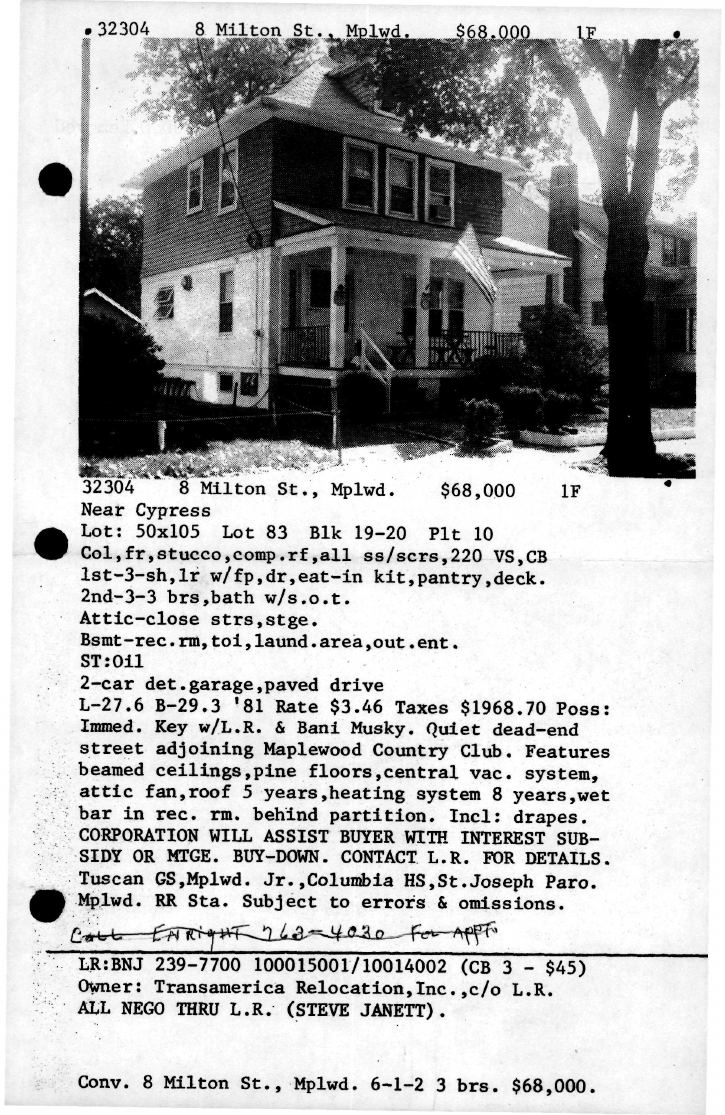 32304 8 Milton St., Mplwd. $68,000 1F
32304 8 Milton St., Mplwd. $68,000 1F
Near Cypress
Lot: 50x105 Lot 83 Blk 19-20 Plt 10
Col,fr,stucco,comp.rf,all ss/scrs,220 VS,CB
1st-3-sh,lr w/fp,dr,eat-in kit,pantry,deck.
2nd-3-3 brs,bath w/s.o.t.
Attic-close strs,stge.
Bsmt-rec.rm,toi,laund.area,out.ent.
ST:Oil
2-car det.garage,paved drive
L-27.6 B-29.3 '81 Rate $3.46 Taxes $1968.70 Poss:
Immed. Key w/L.R. & Bani Musky. Quiet dead-end
street adjoining Maplewood Country Club. Features
beamed ceilings,pine floors,central vac. system,
attic fan,roof 5 years,heating system 8 years,wet
bar in rec. rm. behind partition. Incl: drapes.
CORPORATION WILL ASSIST BUYER WITH INTEREST SUB-
SIDY OR MTGE. BUY-DOWN. CONTACT L.R. FOR DETAILS.
Tuscan GS,Mplwd. Jr.,Columbia HS,St.Joseph Paro.
Mplwd. RR Sta. Subject to errors & omissions.
CALL ENRIGHT 762-4030 FOR APPT
LR:BNJ 239-7700 100015001/10014002 (CB 3 - $45)
Owner: Transamerica Relocation,Inc.,c/o L.R.
ALL NEGO THRU L.R. (STEVE JANETT).
Conv. 8 Milton St., Mplwd. 6-1-2 3 brs. $68,000.